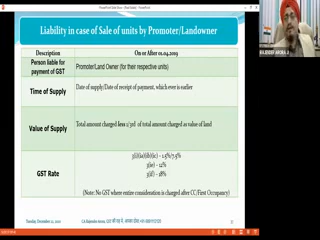 Liability in case of Sale of units by Promoter/Landowner
Description On or After 01.04.2019
Person liable for payment of GST Promoter/Land Owner (for their respective units)
Time of Supply Date of supply/Date of receipt of payment, which ever is earlier
Value of Supply Total amount charged less 1/3rd of total amount charged as value of land
GST Rate
3(i)(ia)(ib)(ic) – 1.5%/7.5%
3(ie) – 12%
3(if) – 18%
(Note: No GST where entire consideration is charged after CC/First Occupancy)